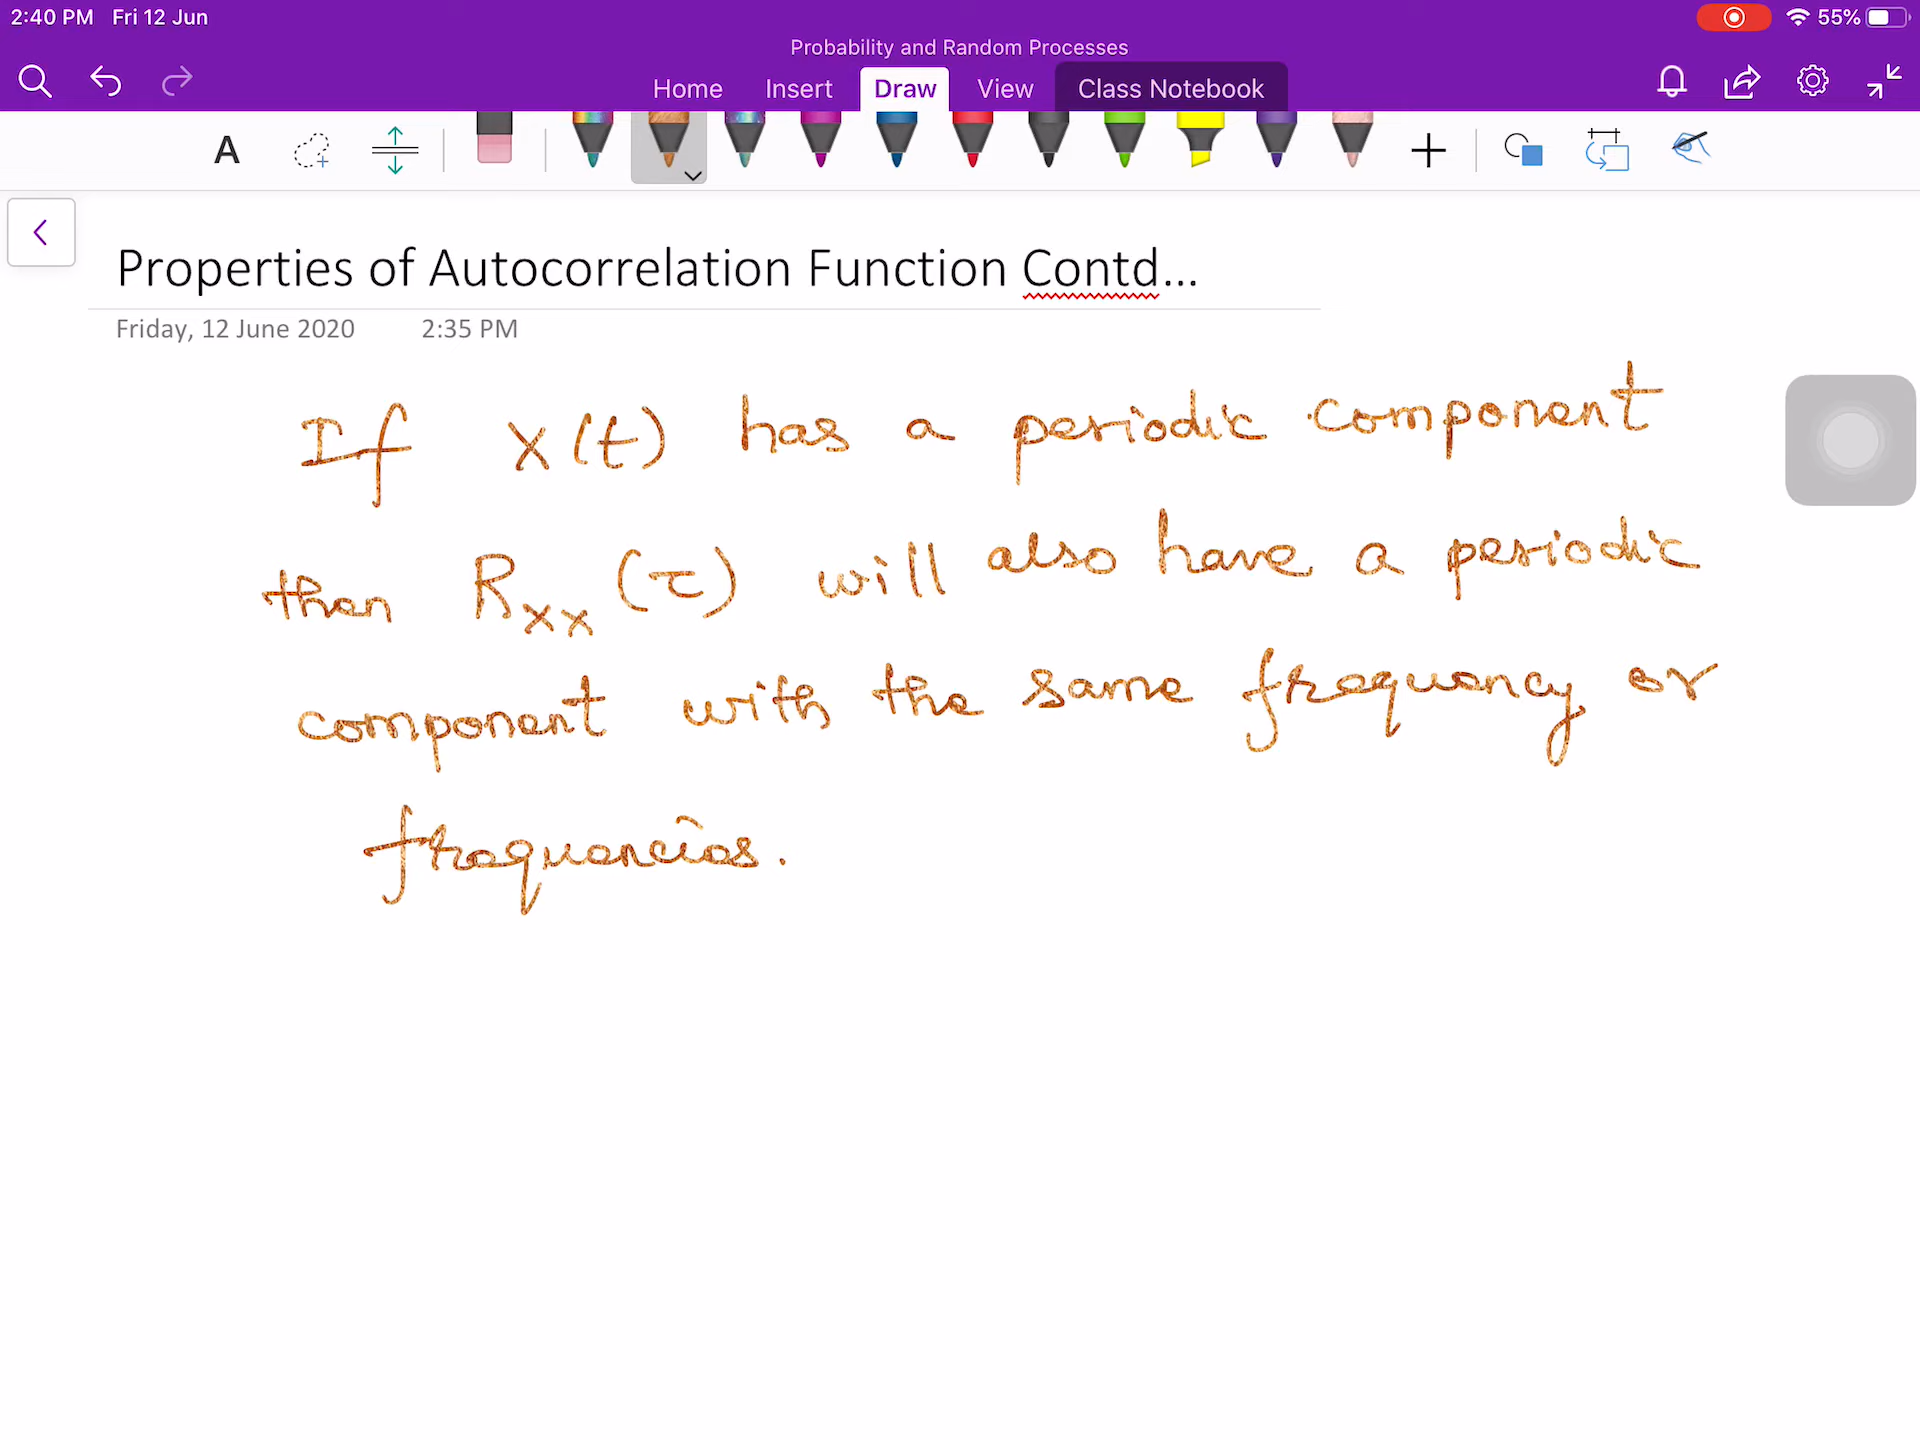 2:40 PM Fri 12 Jun 55%
Probability and Random Processes
Home Insert Draw View Class Notebook
A
Properties of Autocorrelation Function Contd...
Friday, 12 June 2020 2:35 PM
If X(t) has a periodic component
then Rxx (τ) will also have a periodic
component with the same frequency or
frequencies.